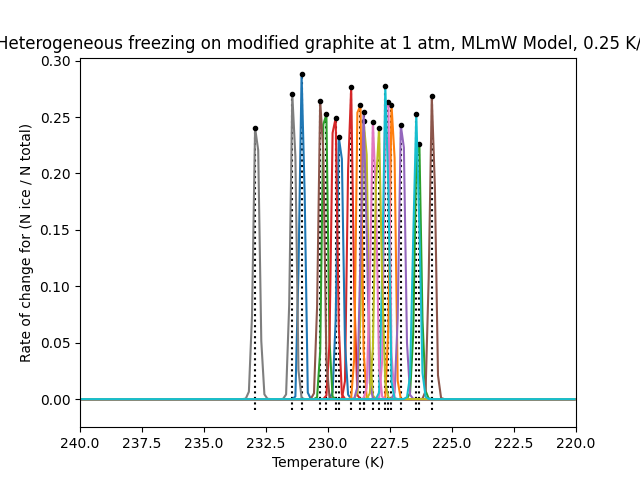 Heterogeneous freezing on modified graphite at 1 atm, MLmW Model, 0.25 K/
0.30
0.25
0.20
0.15
0.10
0.05
0.00
Rate of change for (N ice / N total)
240.0 237.5 235.0 232.5 230.0 227.5 225.0 222.5 220.0
Temperature (K)